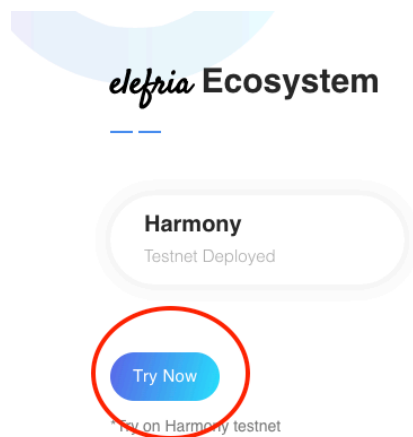 elefria Ecosystem
Harmony
Testnet Deployed
Try Now
*Try on Harmony testnet